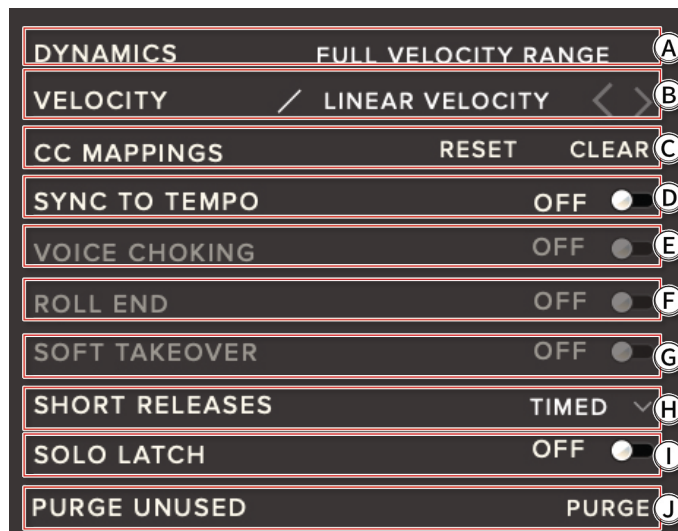 DYNAMICS FULL VELOCITY RANGE A
VELOCITY LINEAR VELOCITY B
CC MAPPINGS RESET CLEAR C
SYNC TO TEMPO OFF D
VOICE CHOKING OFF E
ROLL END OFF F
SOFT TAKEOVER OFF G
SHORT RELEASES TIMED H
SOLO LATCH OFF I
PURGE UNUSED PURGE J